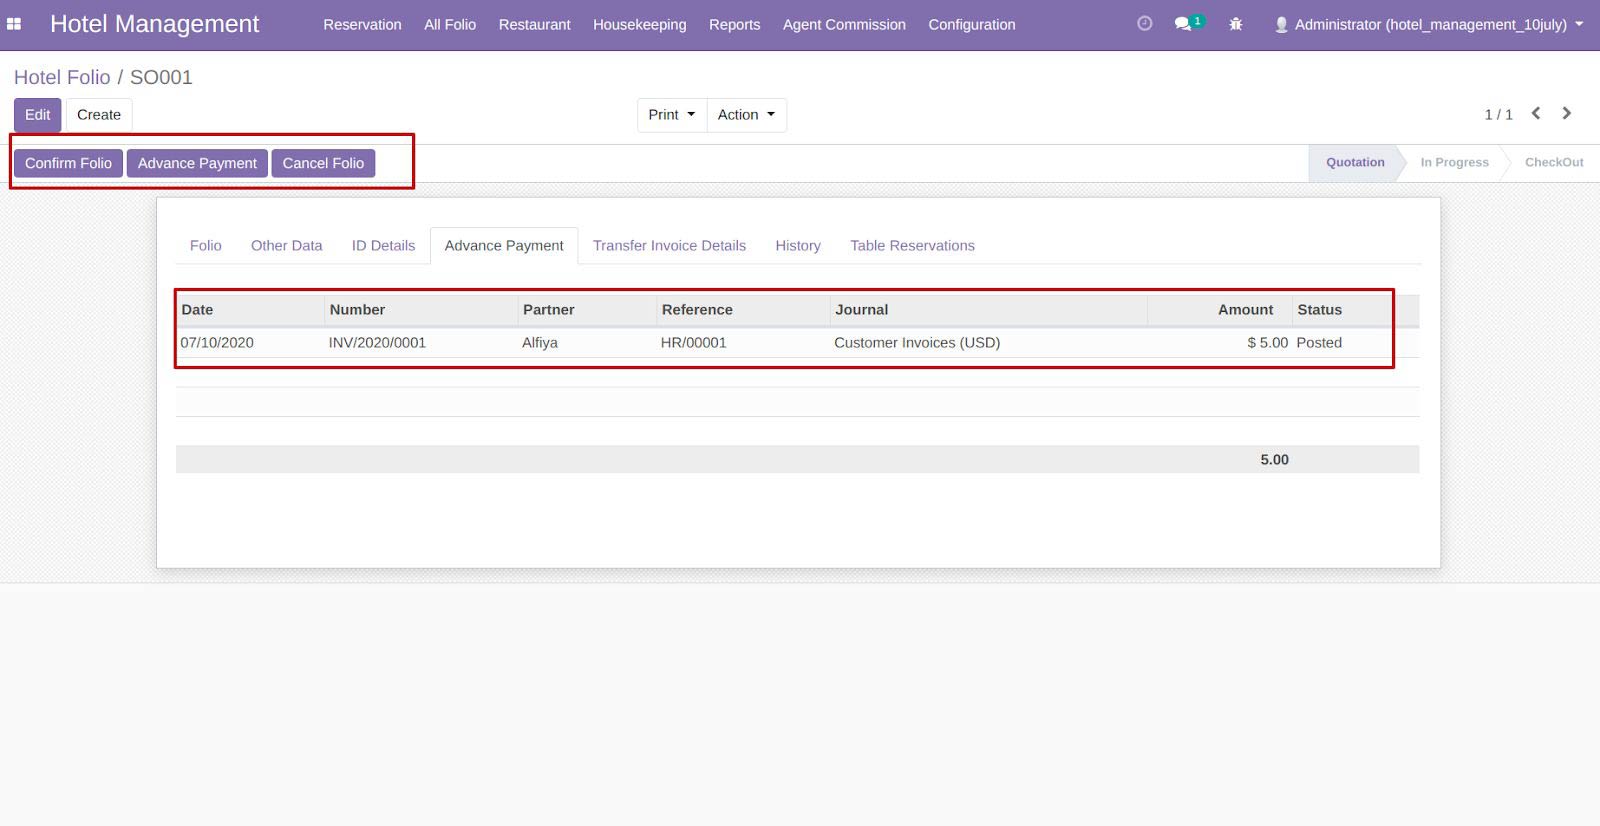 Hotel Management Reservation All Folio Restaurant Housekeeping Reports Agent Commission Configuration 1 Administrator (hotel_management_10july)
Hotel Folio / SO001
Edit Create Print Action 1 / 1
Confirm Folio Advance Payment Cancel Folio Quotation In Progress CheckOut
Folio Other Data ID Details Advance Payment Transfer Invoice Details History Table Reservations
Date Number Partner Reference Journal Amount Status
07/10/2020 INV/2020/0001 Alfiya HR/00001 Customer Invoices (USD) $ 5.00 Posted
5.00